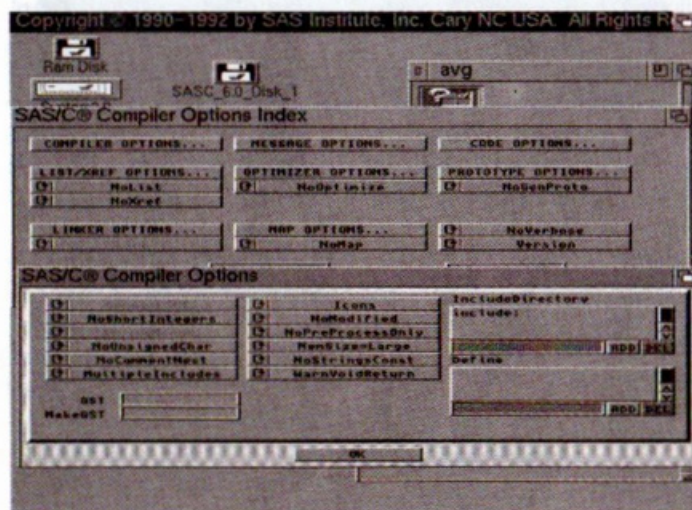 Copyright © 1990-1992 by SAS Institute, Inc. Cary NC USA. All Rights R
Ram Disk
SASC_6.0_Disk_1
avg
SAS/C® Compiler Options Index
COMPILER OPTIONS... MESSAGE OPTIONS... CODE OPTIONS...
LIST/XREF OPTIONS... OPTIMIZER OPTIONS... PROTOTYPE OPTIONS...
NoList NoOptimize NoGenProto
NoXref
LINKER OPTIONS... MAP OPTIONS... NoVerbose
NoMap Version
SAS/C® Compiler Options
Icons IncludeDirectory
NoShortIntegers NoModified include:
NoPreProcessOnly
NoUnsignedChar MemSize=Large ADD DEL
NoCommentNest NoStringsConst Define
MultipleIncludes WarnVoidReturn
GST
MakeGST ADD DEL
OK